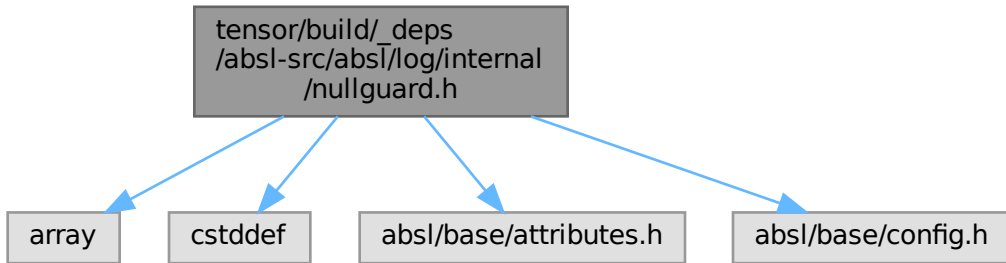 tensor/build/_deps
/absl-src/absl/log/internal
/nullguard.h
array
cstddef
absl/base/attributes.h
absl/base/config.h